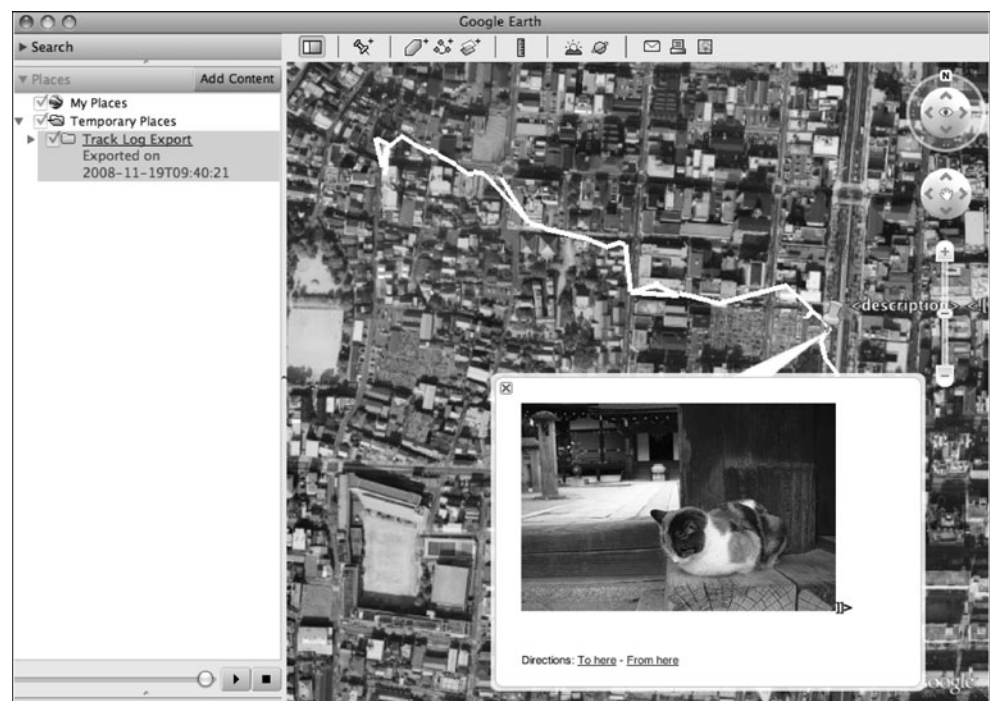 Google Earth
Search
Places
Add Content
My Places
Temporary Places
Track Log Export
Exported on
2008-11-19T09:40:21
N
<description> <![
]]>
Directions: To here - From here
Google